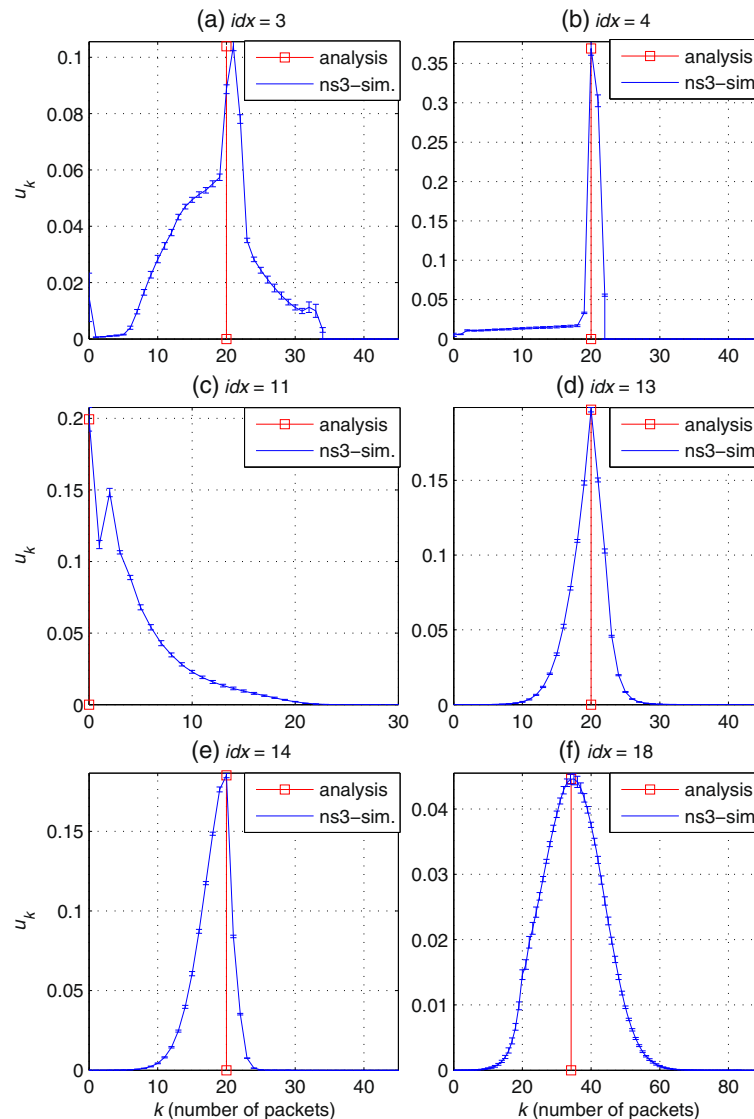 (a) idx = 3
0.1
0.08
0.06
0.04
0.02
0
0 10 20 30 40
u_k
analysis
ns3-sim.
(b) idx = 4
0.35
0.3
0.25
0.2
0.15
0.1
0.05
0
0 10 20 30 40
analysis
ns3-sim.
(c) idx = 11
0.2
0.15
0.1
0.05
0
0 10 20 30
u_k
analysis
ns3-sim.
(d) idx = 13
0.15
0.1
0.05
0
0 20 40 60 80
analysis
ns3-sim.
(e) idx = 14
0.15
0.1
0.05
0
0 10 20 30 40
u_k
k (number of packets)
analysis
ns3-sim.
(f) idx = 18
0.04
0.03
0.02
0.01
0
0 20 40 60 80
k (number of packets)
analysis
ns3-sim.